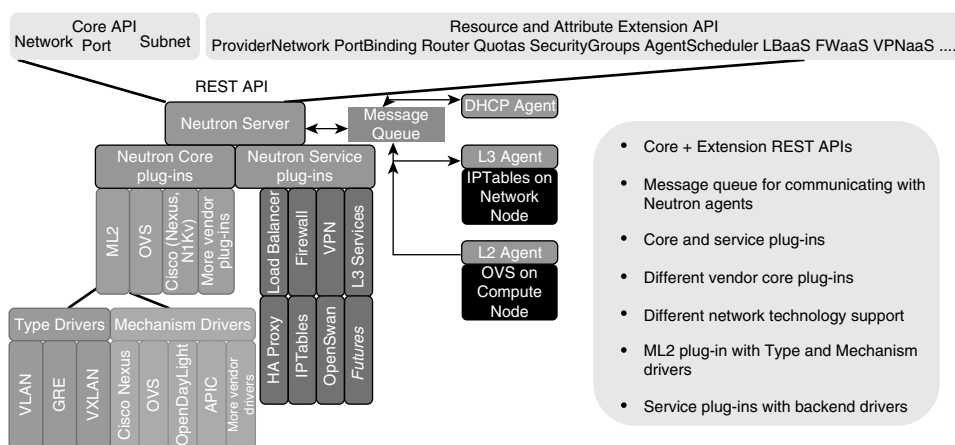 Core API
Network Port Subnet
Resource and Attribute Extension API
ProviderNetwork PortBinding Router Quotas SecurityGroups AgentScheduler LBaaS FWaaS VPNaaS ....
REST API
Neutron Server
Message
Queue
DHCP Agent
Neutron Core
plug-ins
Neutron Service
plug-ins
L3 Agent
IPTables on
Network
Node
L2 Agent
OVS on
Compute
Node
ML2
OVS
Cisco (Nexus,
N1Kv)
More vendor
plug-ins
Load Balancer
Firewall
VPN
L3 Services
HA Proxy
IPTables
OpenSwan
Futures
Type Drivers
Mechanism Drivers
VLAN
GRE
VXLAN
Cisco Nexus
OVS
OpenDayLight
APIC
More vendor
drivers
• Core + Extension REST APIs
• Message queue for communicating with
Neutron agents
• Core and service plug-ins
• Different vendor core plug-ins
• Different network technology support
• ML2 plug-in with Type and Mechanism
drivers
• Service plug-ins with backend drivers